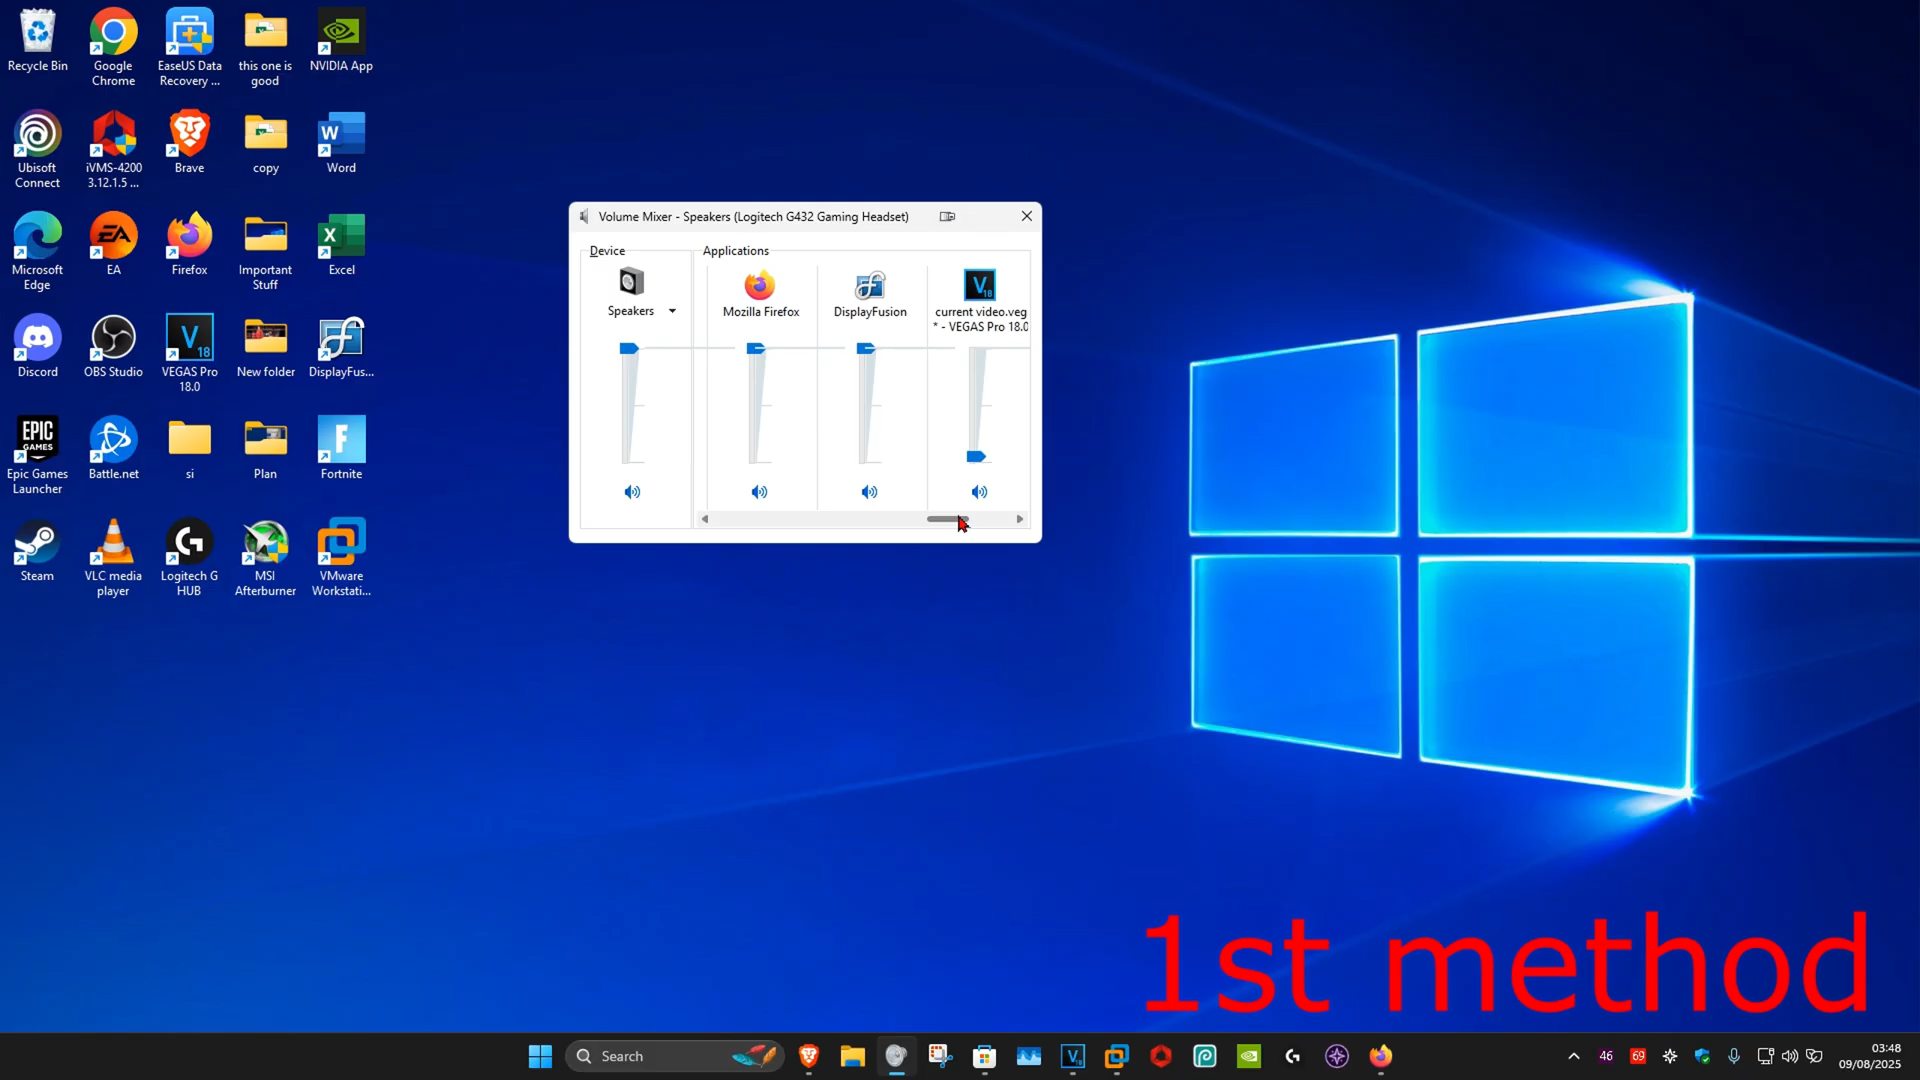 Recycle Bin
Google
Chrome
EaseUS Data
Recovery ...
this one is
good
NVIDIA App
Ubisoft
Connect
iVMS-4200
3.12.1.5 ...
Brave
copy
Word
Microsoft
Edge
EA
Firefox
Important
Stuff
Excel
Discord
OBS Studio
VEGAS Pro
18.0
New folder
DisplayFus...
Epic Games
Launcher
Battle.net
si
Plan
Fortnite
Steam
VLC media
player
Logitech G
HUB
MSI
Afterburner
VMware
Workstati...
Volume Mixer - Speakers (Logitech G432 Gaming Headset)
Device
Applications
Speakers
Mozilla Firefox
DisplayFusion
current video.veg
* - VEGAS Pro 18.0
1st method
Search
46
69
03:48
09/08/2025